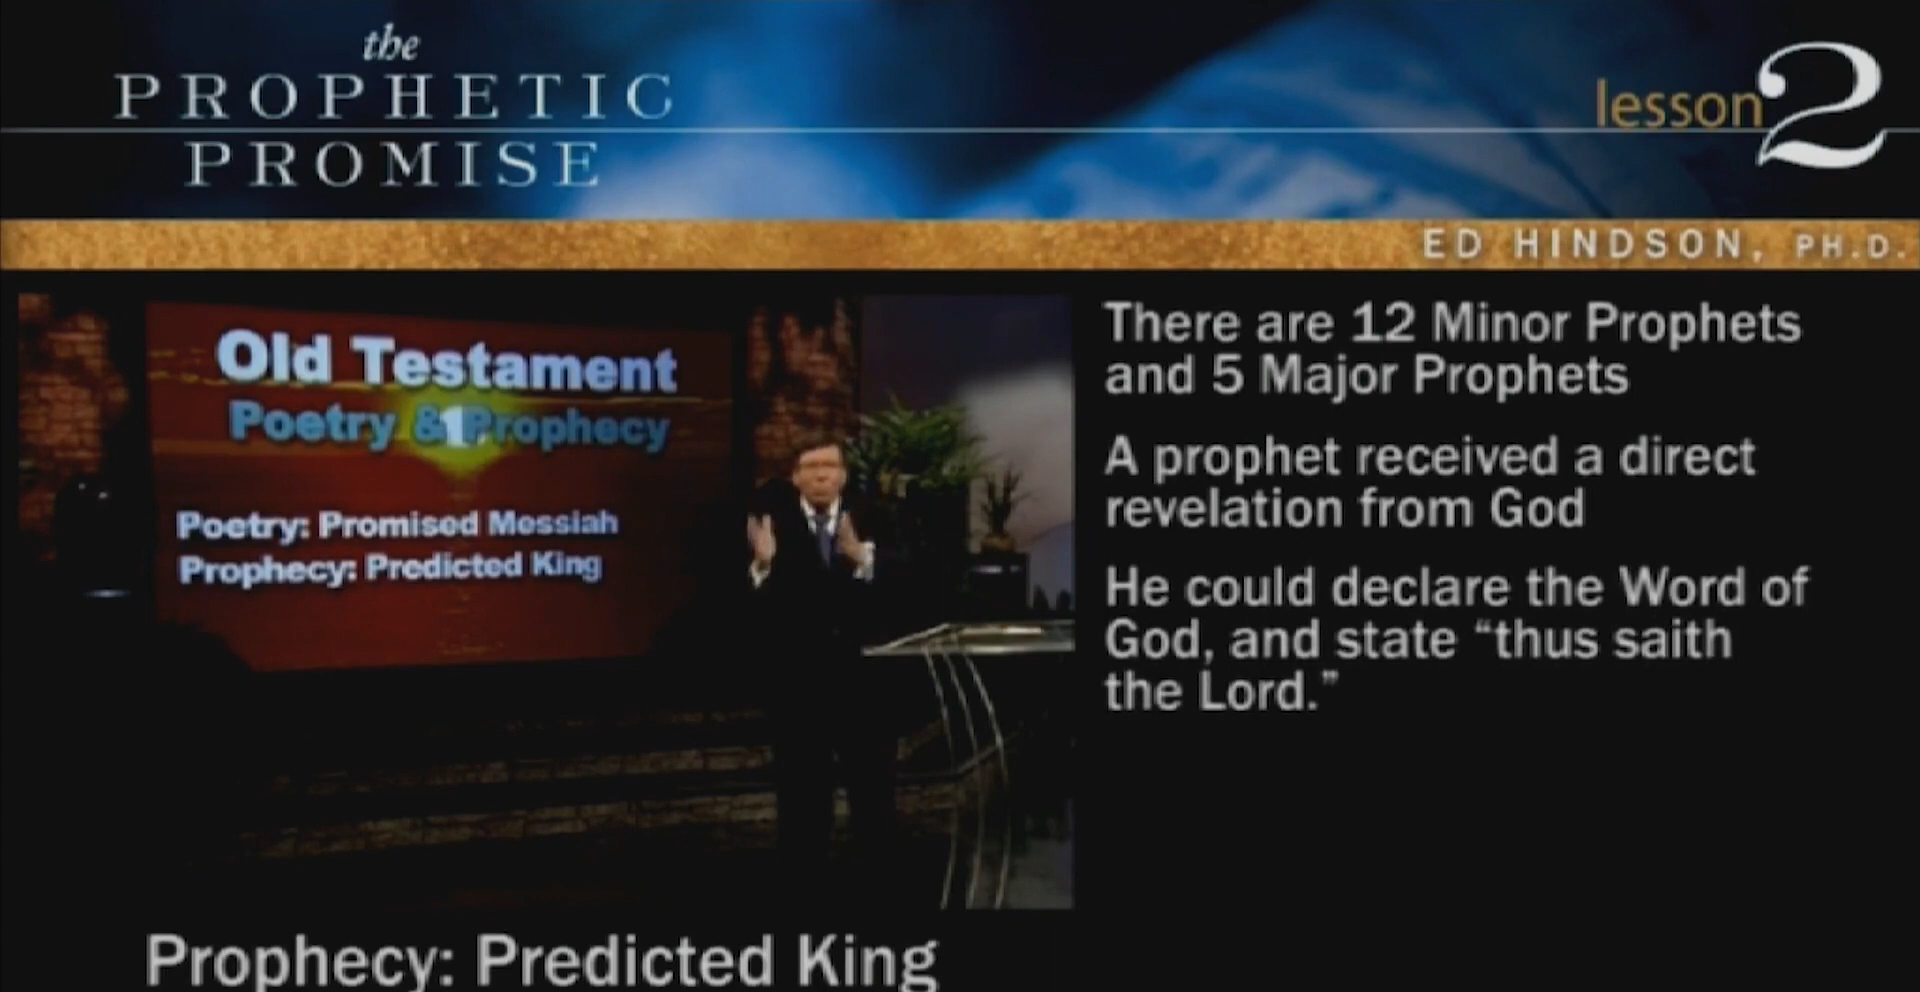 the
PROPHETIC
PROMISE
lesson 2
ED HINDSON, PH.D.
Old Testament
Poetry & Prophecy
Poetry: Promised Messiah
Prophecy: Predicted King
There are 12 Minor Prophets
and 5 Major Prophets
A prophet received a direct
revelation from God
He could declare the Word of
God, and state “thus saith
the Lord.”
Prophecy: Predicted King